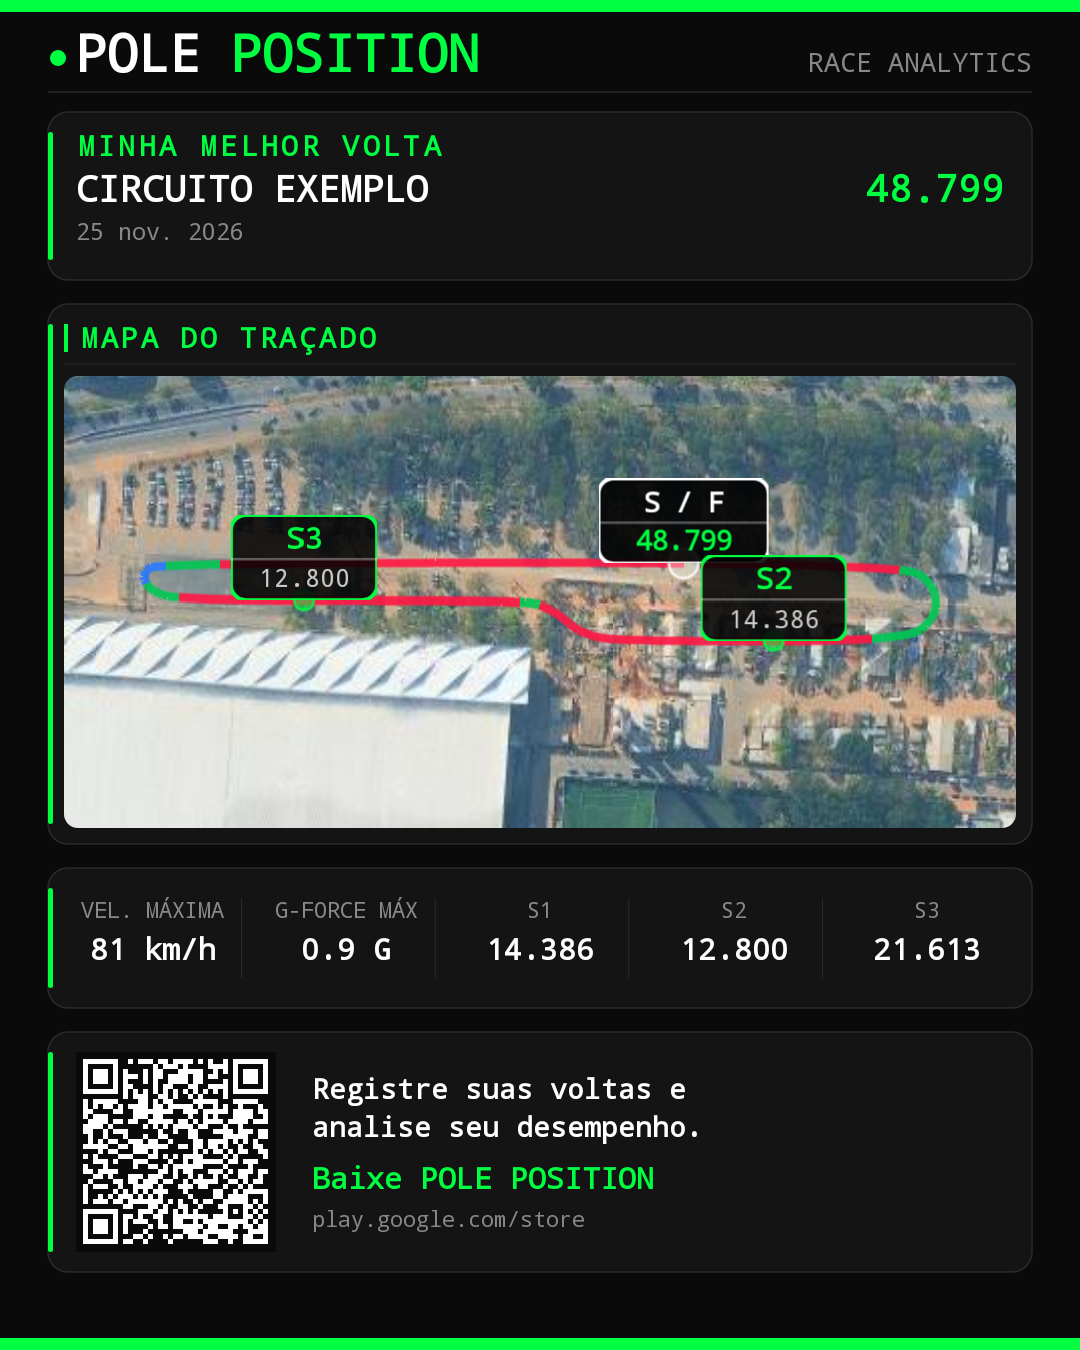 POLE POSITION
RACE ANALYTICS
MINHA MELHOR VOLTA
CIRCUITO EXEMPLO
48.799
25 nov. 2026
MAPA DO TRAÇADO
S / F
48.799
S3
12.800
S2
14.386
VEL. MÁXIMA
81 km/h
G-FORCE MÁX
0.9 G
S1
14.386
S2
12.800
S3
21.613
Registre suas voltas e
analise seu desempenho.
Baixe POLE POSITION
play.google.com/store